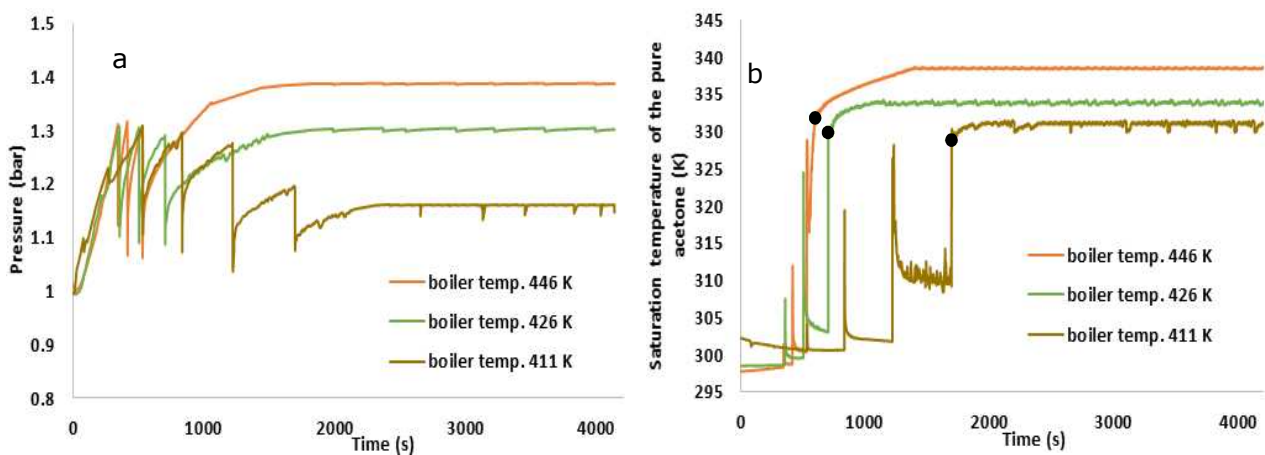 a
1.5
1.4
1.3
1.2
1.1
1
0.9
0.8
Pressure (bar)
boiler temp. 446 K
boiler temp. 426 K
boiler temp. 411 K
0 1000 2000 3000 4000
Time (s)
b
345
340
335
330
325
320
315
310
305
300
295
Saturation temperature of the pure
acetone (K)
boiler temp. 446 K
boiler temp. 426 K
boiler temp. 411 K
0 1000 2000 3000 4000
Time (s)